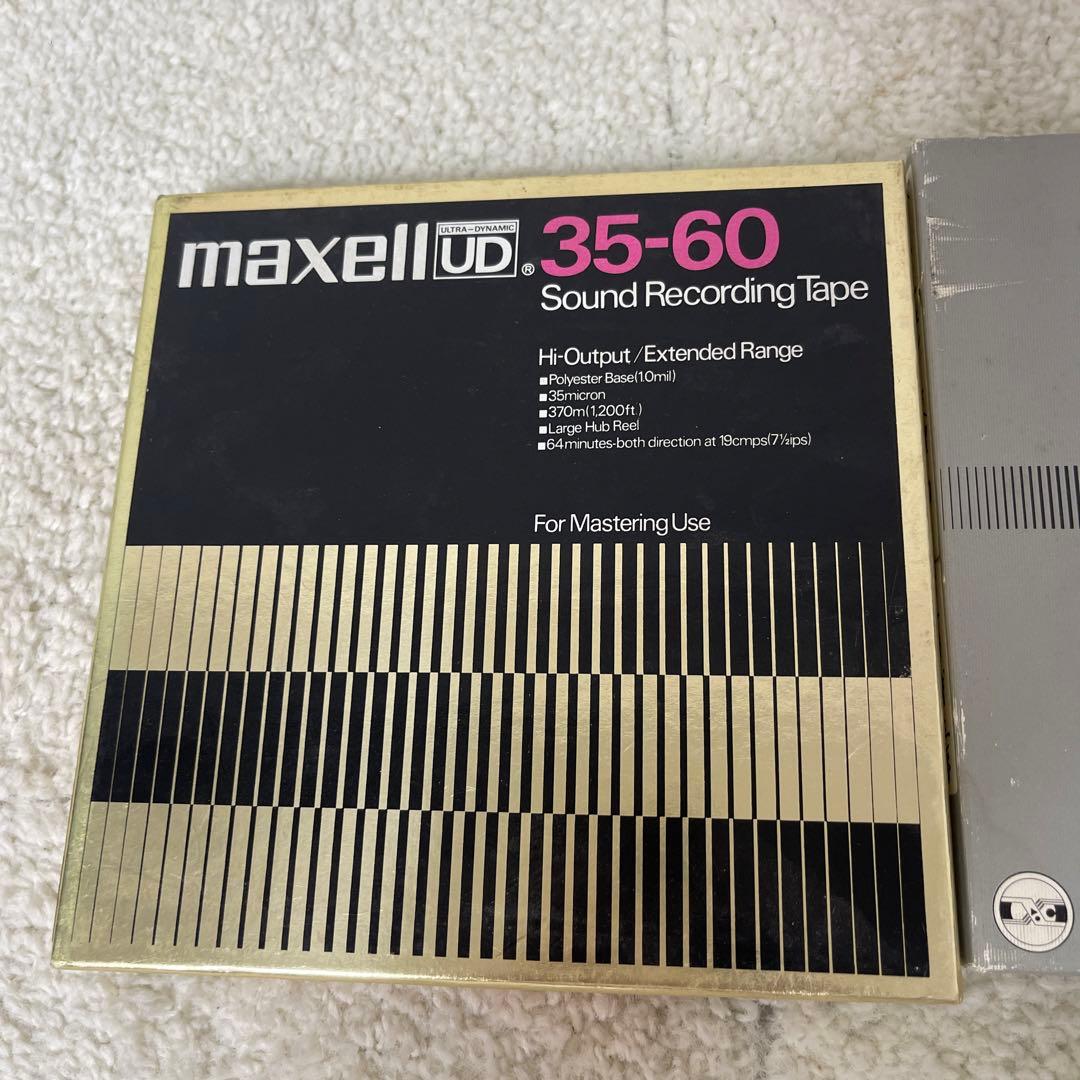 maxell ULTRA-DYNAMIC UD® 35-60
Sound Recording Tape
Hi-Output/Extended Range
■Polyester Base(1.0mil)
■35micron
■370m(1,200ft.)
■Large Hub Reel
■64minutes-both direction at 19cmps(7½ips)
For Mastering Use